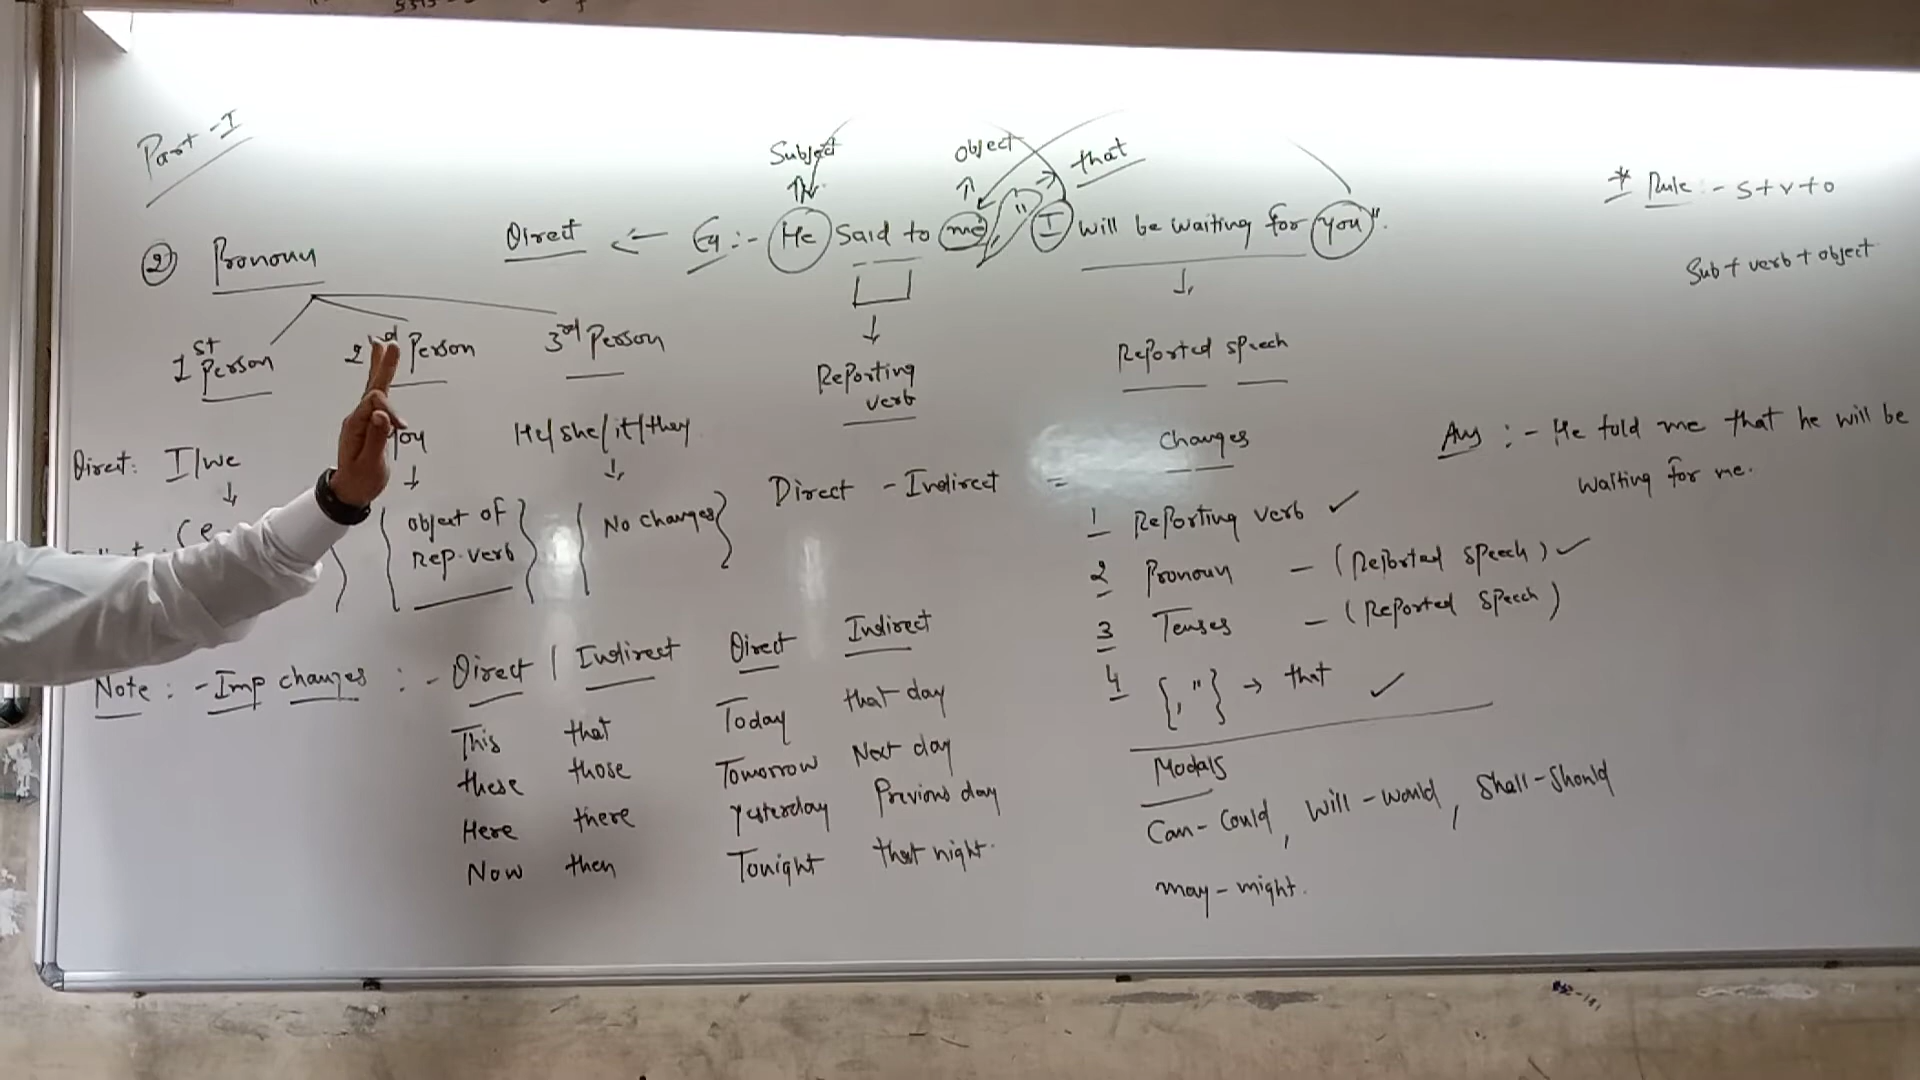 Part - I
Subject object that
② Pronoun
Direct ← Eg :- He Said to me, " I will be waiting for you".
* Rule :- S+V+O
Sub + verb + object
1st Person 2nd Person 3rd Person
Reporting verb
Reported speech
Direct: I/we You He/she/it/they
object of Rep.verb
No changes
Direct - Indirect =
Changes
1 Reporting verb ✓
2 Pronoun - (Reported speech) ✓
3 Tenses - (Reported speech)
4 {, "} → that ✓
Ans :- He told me that he will be
waiting for me.
Note : - Imp changes : - Direct | Indirect Direct Indirect
This that Today that day
these those Tomorrow Next day
Here there Yesterday Previous day
Now then Tonight that night.
Modals
Can - Could, Will - would, Shall - Should
may - might.